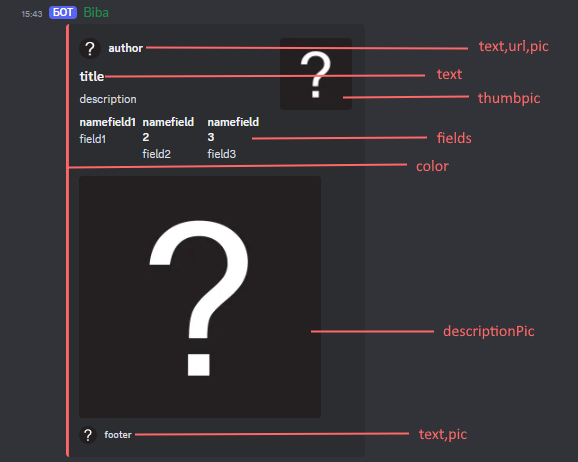 15:43 БОТ Biba
? author text,url,pic
title text
? thumbpic
description
namefield1 namefield 2 namefield 3
field1 field2 field3 fields
color
? descriptionPic
? footer text,pic